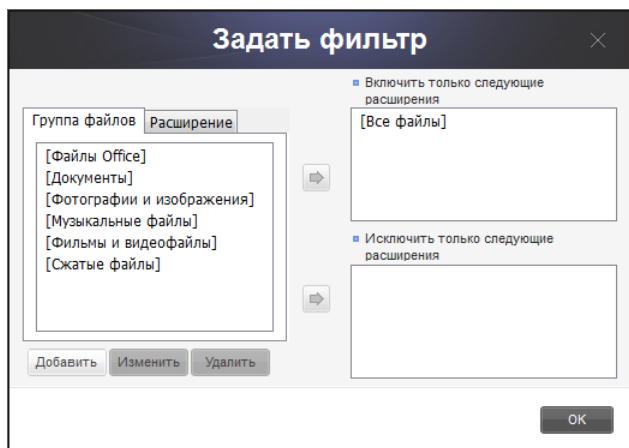 Задать фильтр
Группа файлов
Расширение
[Файлы Office]
[Документы]
[Фотографии и изображения]
[Музыкальные файлы]
[Фильмы и видеофайлы]
[Сжатые файлы]
Добавить
Изменить
Удалить
Включить только следующие
расширения
[Все файлы]
Исключить только следующие
расширения
OK